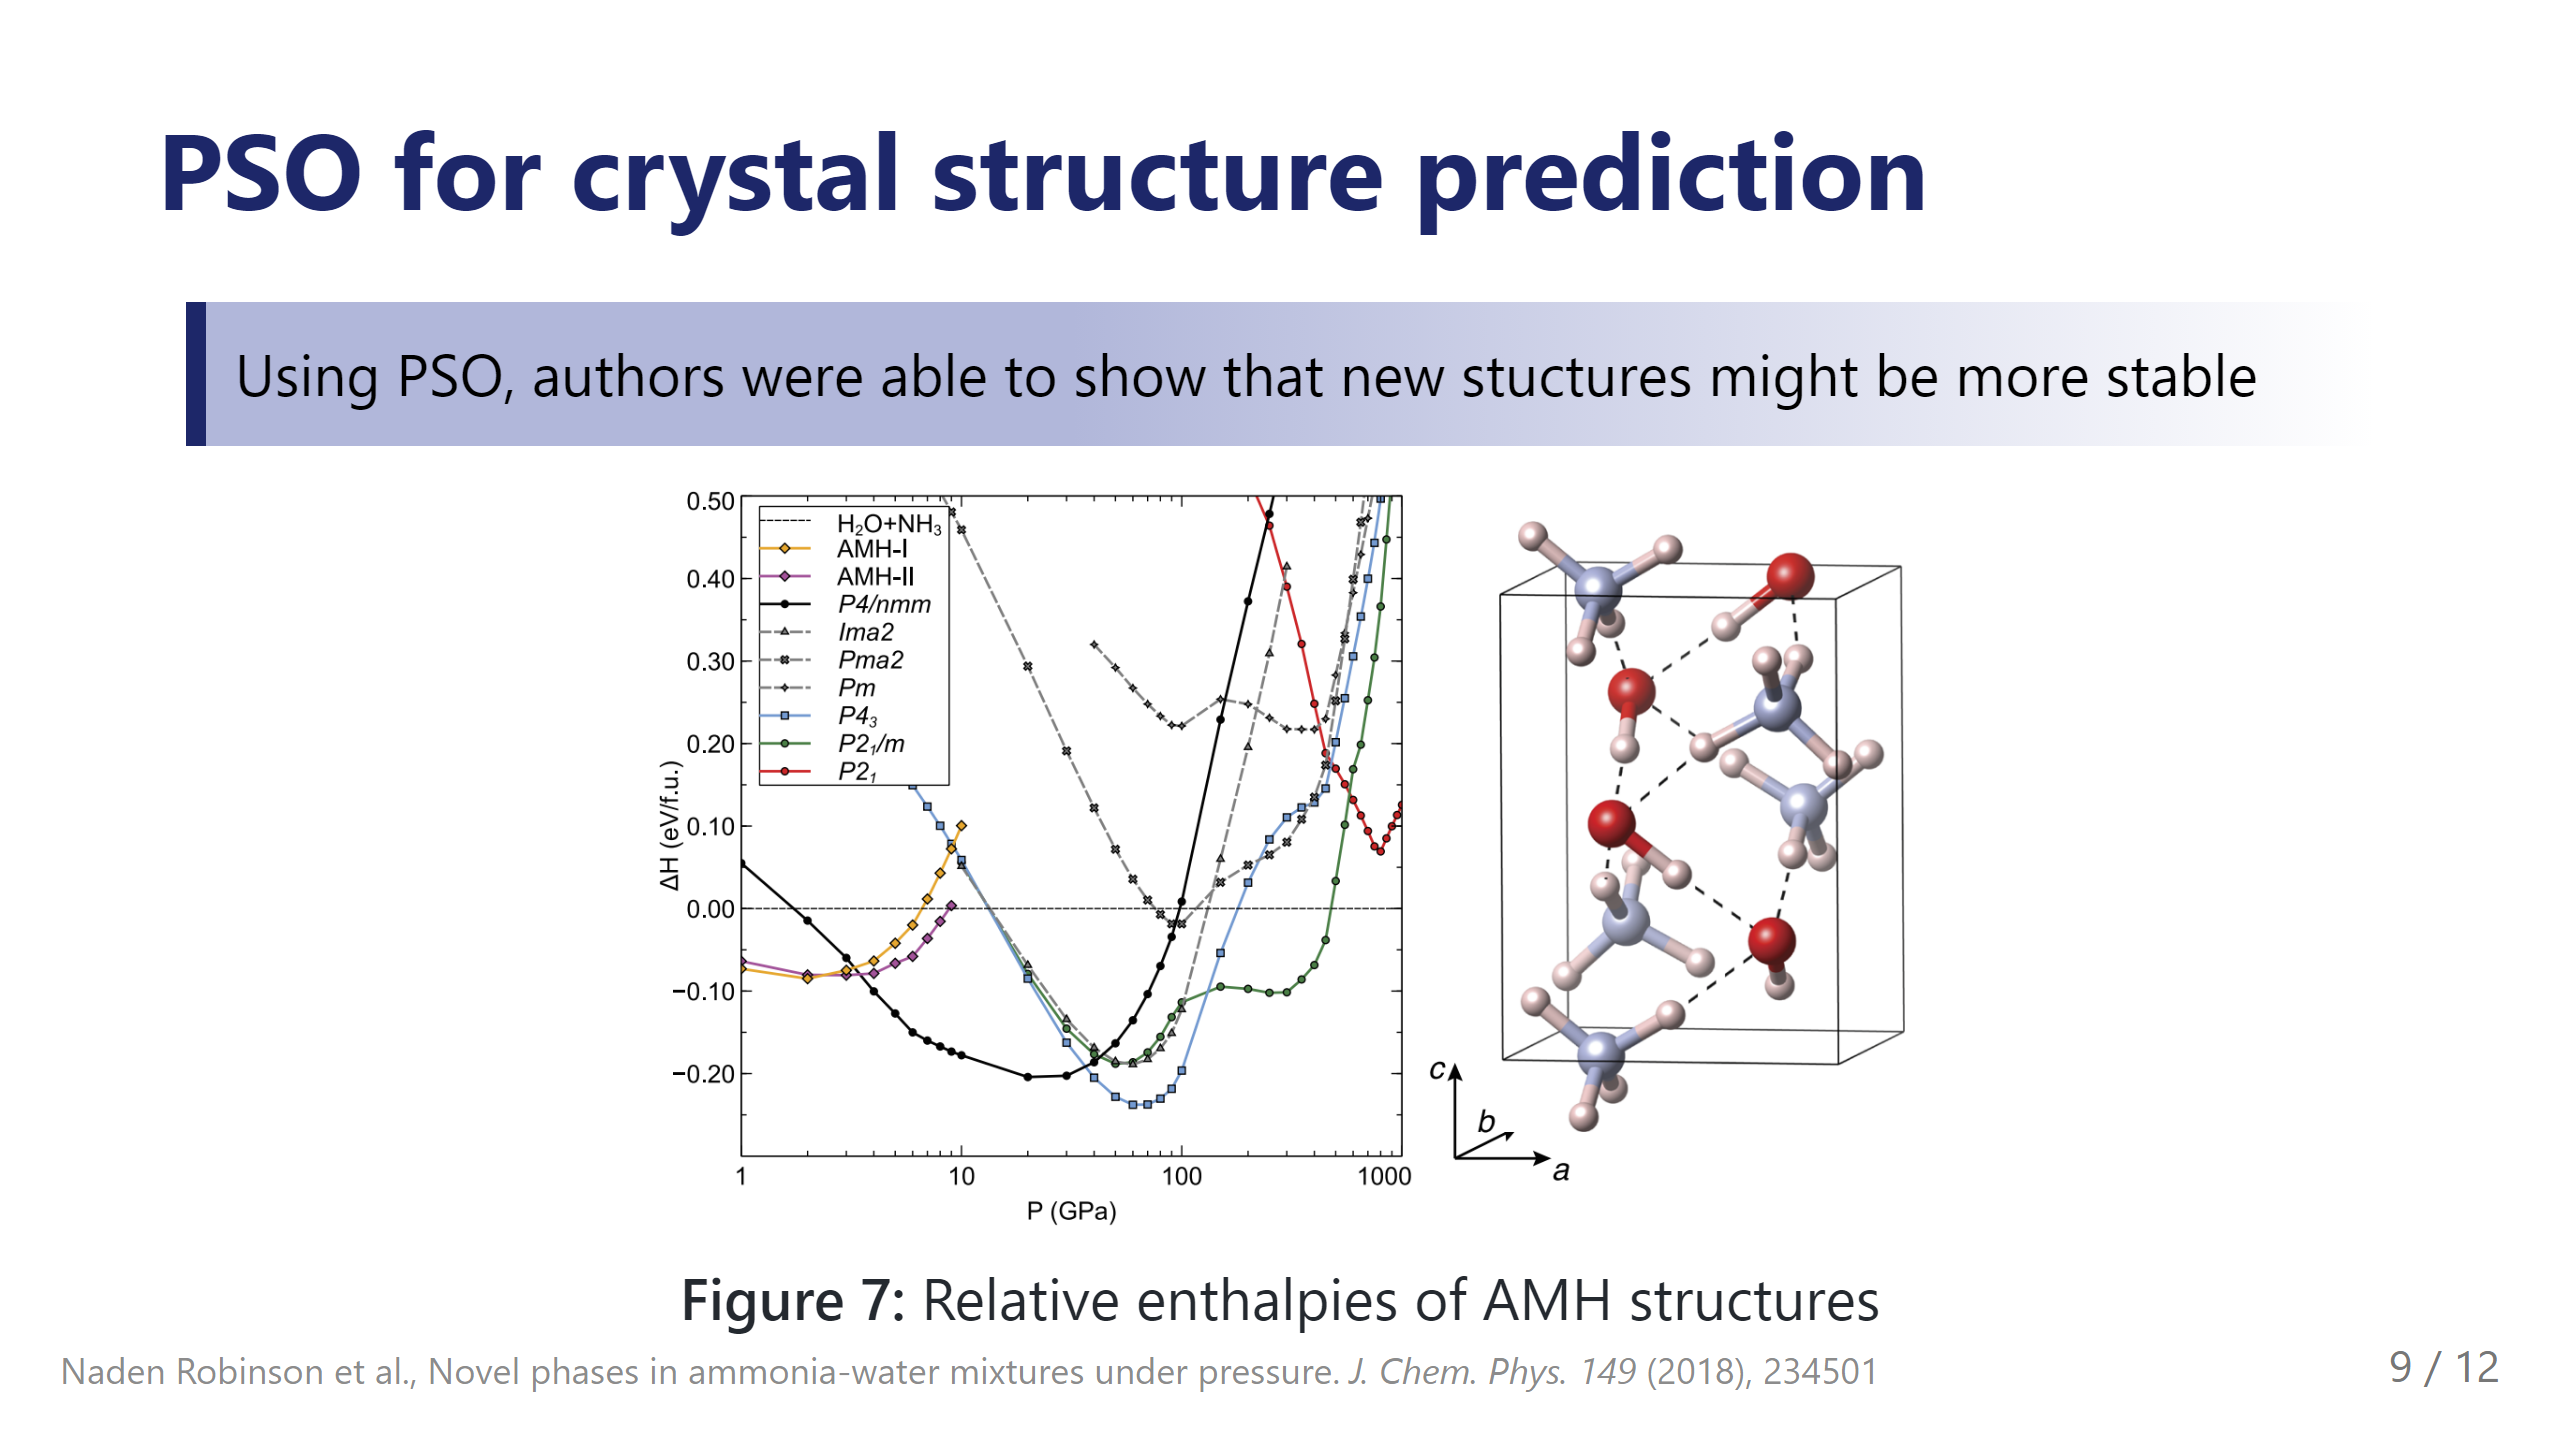 PSO for crystal structure prediction
Using PSO, authors were able to show that new stuctures might be more stable
0.50
0.40
0.30
0.20
0.10
0.00
−0.10
−0.20
ΔH (eV/f.u.)
H₂O+NH₃
AMH-I
AMH-II
P4/nmm
Ima2
Pma2
Pm
P4₃
P2₁/m
P2₁
1
10
100
1000
P (GPa)
c
b
a
Figure 7: Relative enthalpies of AMH structures
Naden Robinson et al., Novel phases in ammonia-water mixtures under pressure. J. Chem. Phys. 149 (2018), 234501
9 / 12